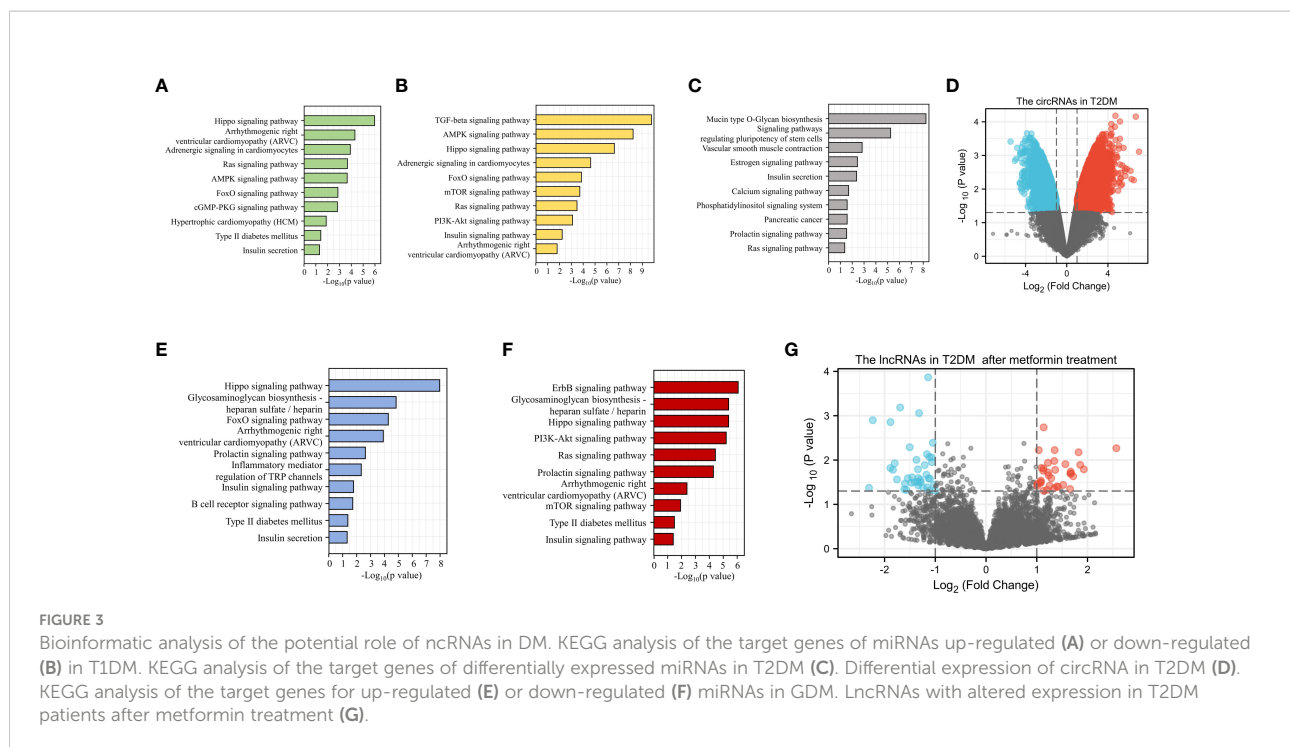 A
Hippo signaling pathway
Arrhythmogenic right
ventricular cardiomyopathy (ARVC)
Adrenergic signaling in cardiomyocytes
Ras signaling pathway
AMPK signaling pathway
FoxO signaling pathway
cGMP-PKG signaling pathway
Hypertrophic cardiomyopathy (HCM)
Type II diabetes mellitus
Insulin secretion
0 1 2 3 4 5 6
-Log10(p value)
B
TGF-beta signaling pathway
AMPK signaling pathway
Hippo signaling pathway
Adrenergic signaling in cardiomyocytes
FoxO signaling pathway
mTOR signaling pathway
Ras signaling pathway
PI3K-Akt signaling pathway
Insulin signaling pathway
Arrhythmogenic right
ventricular cardiomyopathy (ARVC)
0 1 2 3 4 5 6 7 8 9
-Log10(p value)
C
Mucin type O-Glycan biosynthesis
Signaling pathways
regulating pluripotency of stem cells
Vascular smooth muscle contraction
Estrogen signaling pathway
Insulin secretion
Calcium signaling pathway
Phosphatidylinositol signaling system
Pancreatic cancer
Prolactin signaling pathway
Ras signaling pathway
0 1 2 3 4 5 6 7 8
-Log10(p value)
D
The circRNAs in T2DM
-Log 10 (P value)
4
3
2
1
0
-4 0 4
Log2 (Fold Change)
E
Hippo signaling pathway
Glycosaminoglycan biosynthesis -
heparan sulfate / heparin
FoxO signaling pathway
Arrhythmogenic right
ventricular cardiomyopathy (ARVC)
Prolactin signaling pathway
Inflammatory mediator
regulation of TRP channels
Insulin signaling pathway
B cell receptor signaling pathway
Type II diabetes mellitus
Insulin secretion
0 1 2 3 4 5 6 7 8
-Log10(p value)
F
ErbB signaling pathway
Glycosaminoglycan biosynthesis -
heparan sulfate / heparin
Hippo signaling pathway
PI3K-Akt signaling pathway
Ras signaling pathway
Prolactin signaling pathway
Arrhythmogenic right
ventricular cardiomyopathy (ARVC)
mTOR signaling pathway
Type II diabetes mellitus
Insulin signaling pathway
0 1 2 3 4 5 6
-Log10(p value)
G
The lncRNAs in T2DM after metformin treatment
-Log 10 (P value)
4
3
2
1
0
-2 -1 0 1 2
Log2 (Fold Change)
FIGURE 3
Bioinformatic analysis of the potential role of ncRNAs in DM. KEGG analysis of the target genes of miRNAs up-regulated (A) or down-regulated
(B) in T1DM. KEGG analysis of the target genes of differentially expressed miRNAs in T2DM (C). Differential expression of circRNA in T2DM (D).
KEGG analysis of the target genes for up-regulated (E) or down-regulated (F) miRNAs in GDM. LncRNAs with altered expression in T2DM
patients after metformin treatment (G).